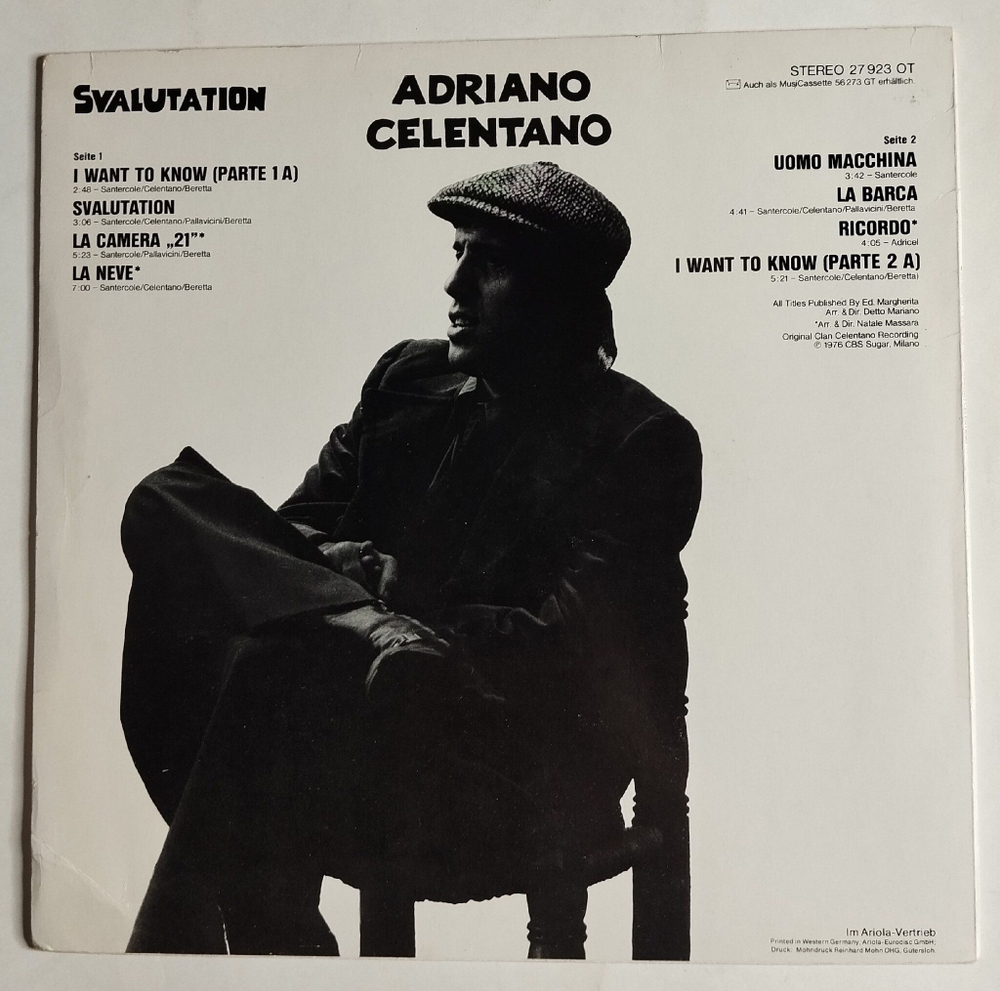 SVALUTATION
ADRIANO
CELENTANO
STEREO 27 923 OT
Auch als MusiCassette 56 273 GT erhältlich.
Seite 1
I WANT TO KNOW (PARTE 1 A)
2:48 – Santercole/Celentano/Beretta
SVALUTATION
3:06 – Santercole/Celentano/Pallavicini/Beretta
LA CAMERA „21”*
5:23 – Santercole/Pallavicini/Beretta
LA NEVE*
7:00 – Santercole/Celentano/Beretta
Seite 2
UOMO MACCHINA
3:42 – Santercole
LA BARCA
4:41 – Santercole/Celentano/Pallavicini/Beretta
RICORDO*
4:05 – Adricel
I WANT TO KNOW (PARTE 2 A)
5:21 – Santercole/Celentano/Beretta)
All Titles Published By Ed. Margherita
Arr. & Dir. Detto Mariano
*Arr. & Dir. Natale Massara
Original Clan Celentano Recording
℗ 1976 CBS Sugar, Milano
Im Ariola-Vertrieb
Printed in Western Germany, Ariola-Eurodisc GmbH;
Druck: Mohndruck Reinhard Mohn OHG, Gütersloh.